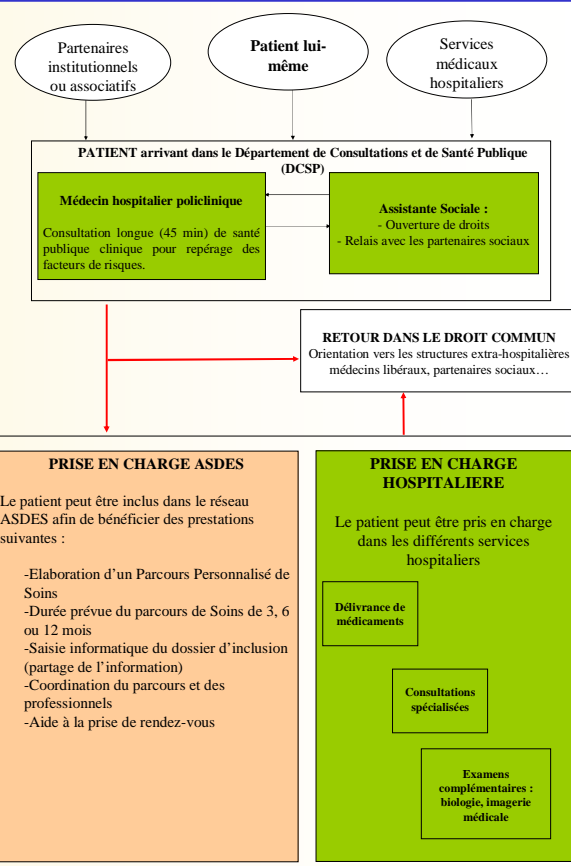 Partenaires
institutionnels
ou associatifs
Patient lui-
même
Services
médicaux
hospitaliers
PATIENT arrivant dans le Département de Consultations et de Santé Publique
(DCSP)
Médecin hospitalier policlinique
Consultation longue (45 min) de santé
publique clinique pour repérage des
facteurs de risques.
Assistante Sociale :
- Ouverture de droits
- Relais avec les partenaires sociaux
RETOUR DANS LE DROIT COMMUN
Orientation vers les structures extra-hospitalières
médecins libéraux, partenaires sociaux…
PRISE EN CHARGE ASDES
Le patient peut être inclus dans le réseau
ASDES afin de bénéficier des prestations
suivantes :
-Elaboration d'un Parcours Personnalisé de
Soins
-Durée prévue du parcours de Soins de 3, 6
ou 12 mois
-Saisie informatique du dossier d'inclusion
(partage de l'information)
-Coordination du parcours et des
professionnels
-Aide à la prise de rendez-vous
PRISE EN CHARGE
HOSPITALIERE
Le patient peut être pris en charge
dans les différents services
hospitaliers
Délivrance de
médicaments
Consultations
spécialisées
Examens
complémentaires :
biologie, imagerie
médicale